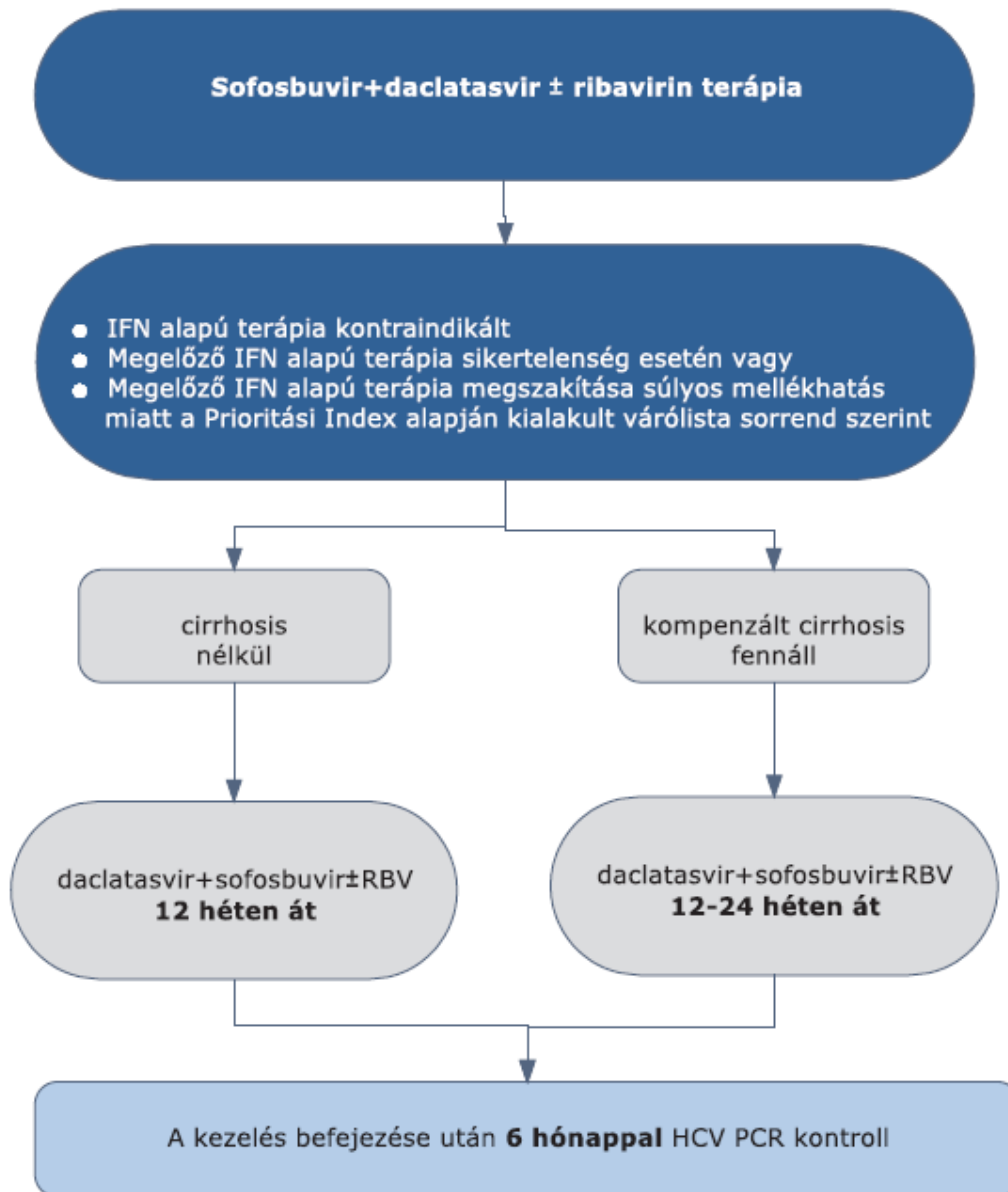 Sofosbuvir+daclatasvir ± ribavirin terápia
● IFN alapú terápia kontraindikált
● Megelőző IFN alapú terápia sikertelenség esetén vagy
● Megelőző IFN alapú terápia megszakítása súlyos mellékhatás
miatt a Prioritási Index alapján kialakult várólista sorrend szerint
cirrhosis
nélkül
kompenzált cirrhosis
fennáll
daclatasvir+sofosbuvir±RBV
12 héten át
daclatasvir+sofosbuvir±RBV
12-24 héten át
A kezelés befejezése után 6 hónappal HCV PCR kontroll